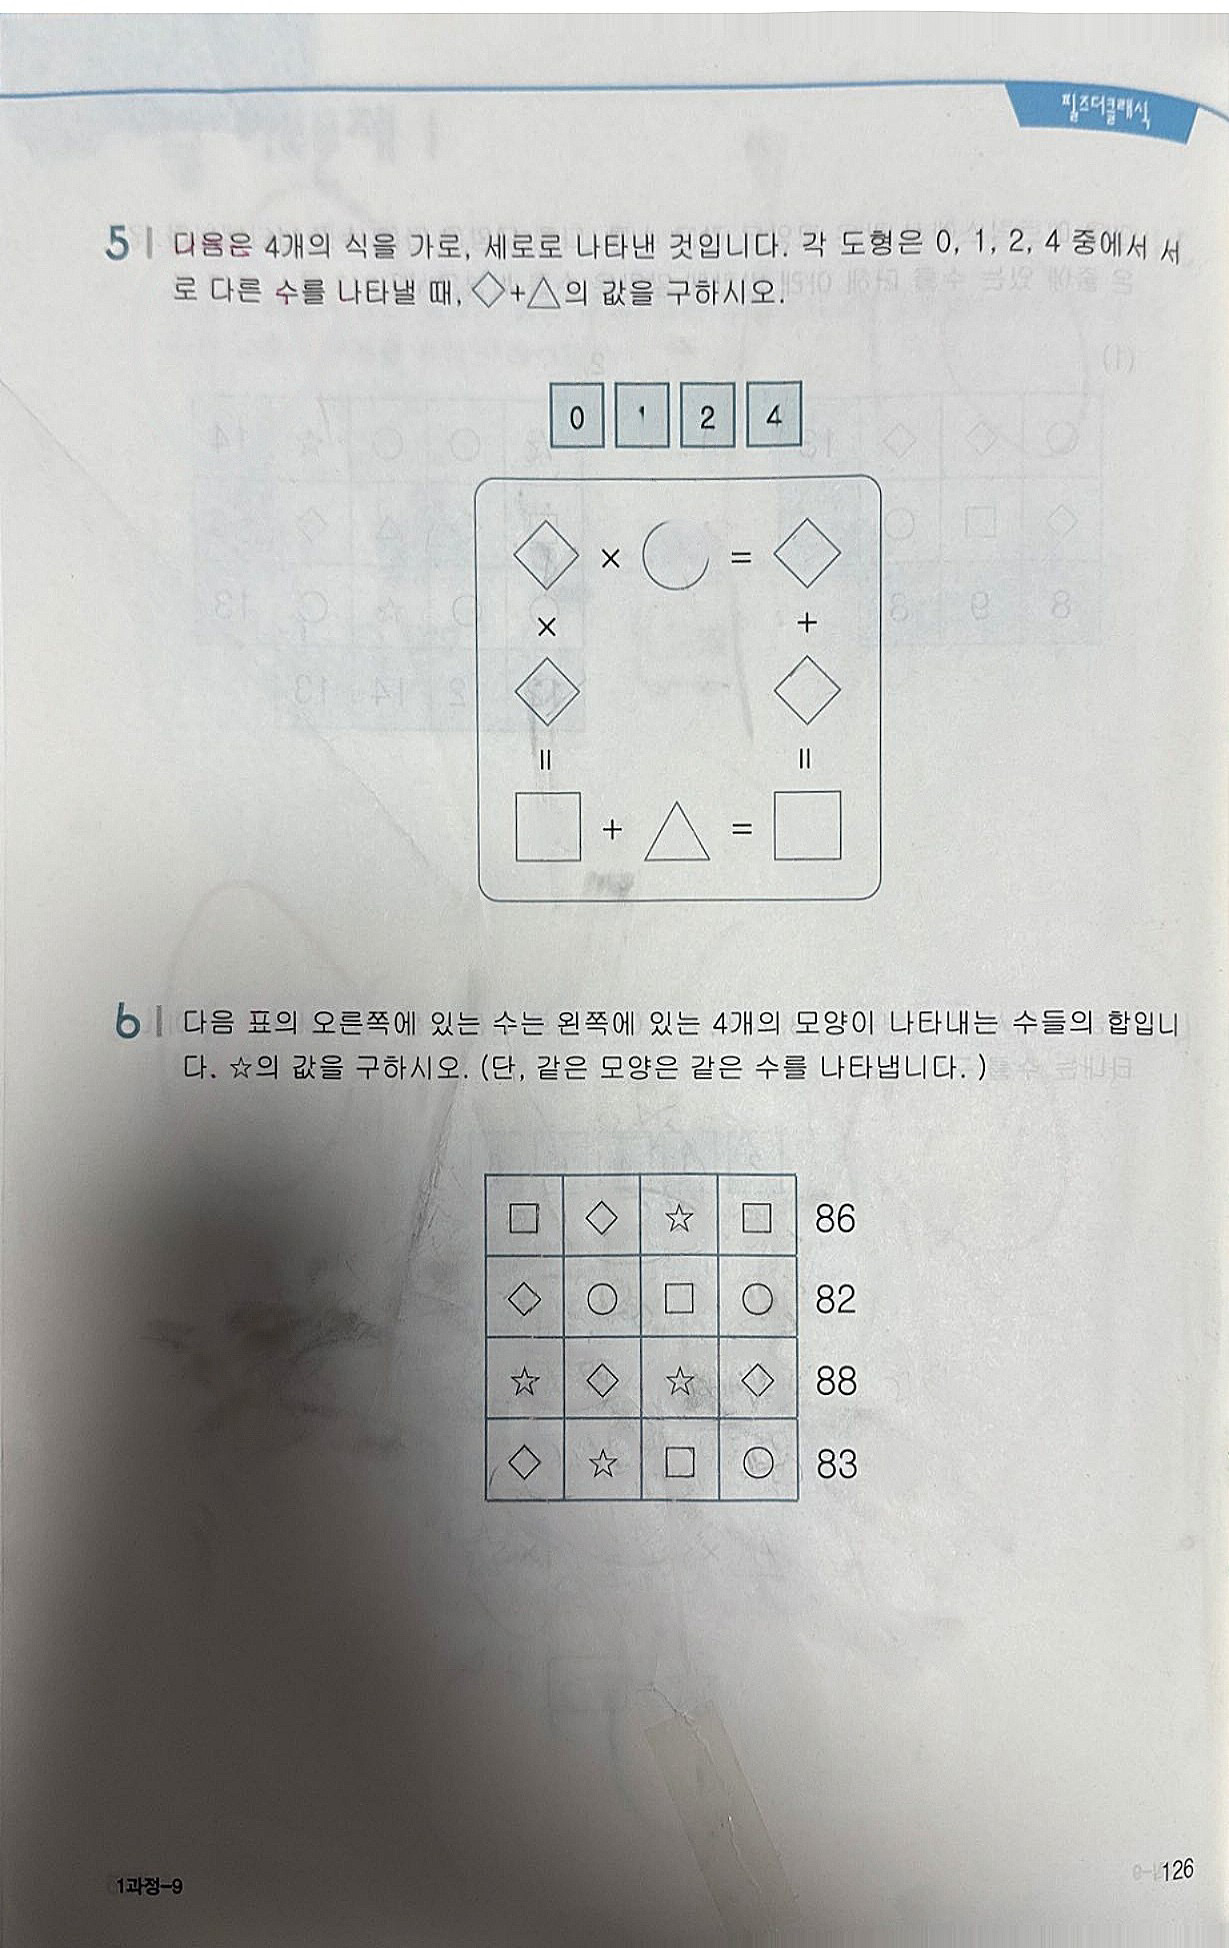 필즈더클래식
5 다음은 4개의 식을 가로, 세로로 나타낸 것입니다. 각 도형은 0, 1, 2, 4 중에서 서
로 다른 수를 나타낼 때, ◇+△의 값을 구하시오.
0 1 2 4
◇ × ○ = ◇
× +
◇ ◇
= =
□ + △ = □
6 다음 표의 오른쪽에 있는 수는 왼쪽에 있는 4개의 모양이 나타내는 수들의 합입니
다. ☆의 값을 구하시오. (단, 같은 모양은 같은 수를 나타냅니다. )
□ ◇ ☆ □ 86
◇ ○ □ ○ 82
☆ ◇ ☆ ◇ 88
◇ ☆ □ ○ 83
1과정-9
126